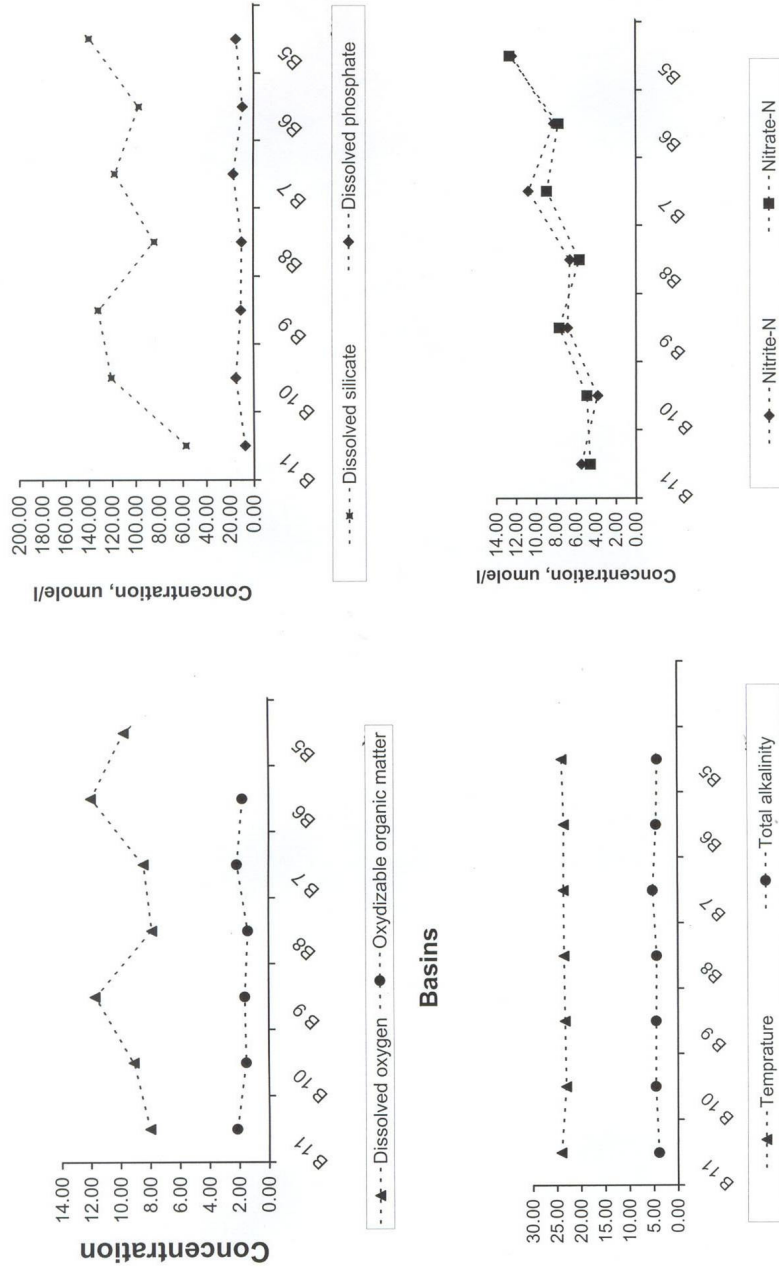 Concentration
14.00
12.00
10.00
8.00
6.00
4.00
2.00
0.00
B 11 B 10 B 9 B8 B 7 B6 B5
Dissolved oxygen Oxydizable organic matter
Concentration, umole/l
200.00
180.00
160.00
140.00
120.00
100.00
80.00
60.00
40.00
20.00
0.00
B 11 B 10 B 9 B8 B 7 B6 B5
Dissolved silicate Dissolved phosphate
Basins
30.00
25.00
20.00
15.00
10.00
5.00
0.00
B 11 B 10 B 9 B8 B 7 B6 B5
Temprature Total alkalinity
Concentration, umole/l
14.00
12.00
10.00
8.00
6.00
4.00
2.00
0.00
B 11 B 10 B 9 B8 B 7 B6 B5
Nitrite-N Nitrate-N